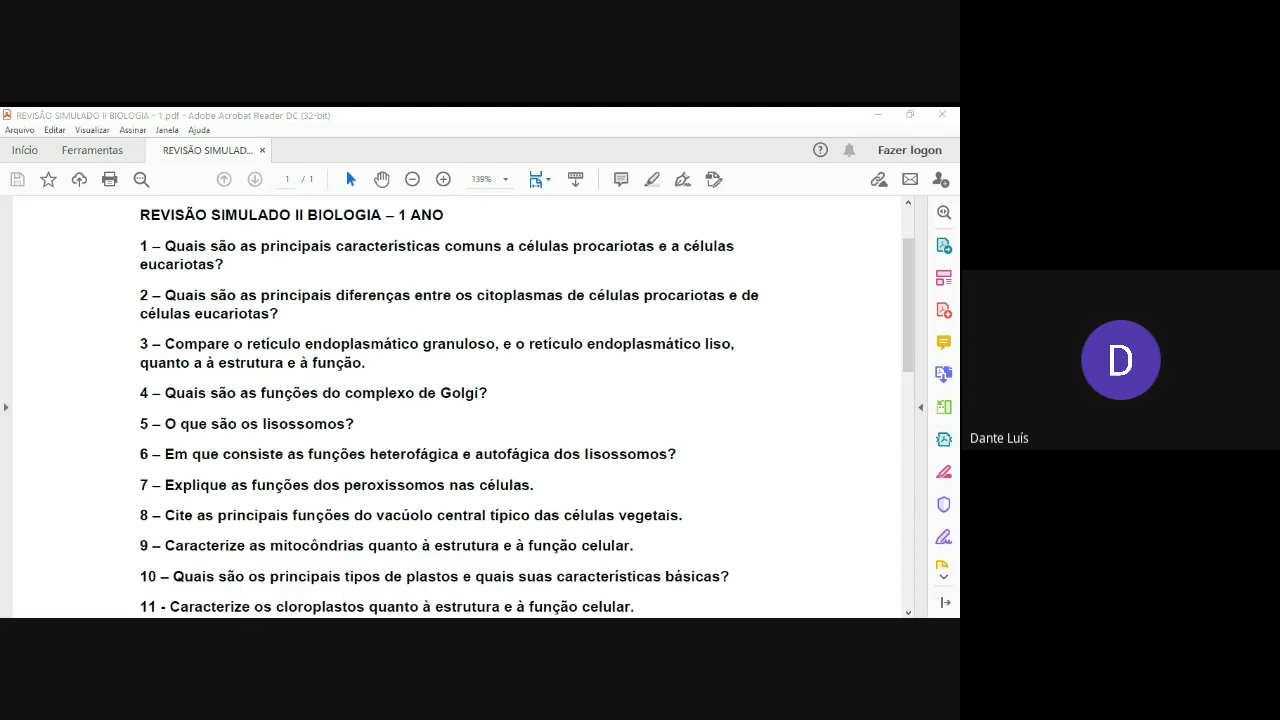 REVISÃO SIMULADO II BIOLOGIA - 1.pdf - Adobe Acrobat Reader DC (32-bit)
Arquivo Editar Visualizar Assinar Janela Ajuda
Início Ferramentas REVISÃO SIMULAD... × Fazer logon
1 / 1 139%
REVISÃO SIMULADO II BIOLOGIA – 1 ANO
1 – Quais são as principais características comuns a células procariotas e a células
eucariotas?
2 – Quais são as principais diferenças entre os citoplasmas de células procariotas e de
células eucariotas?
3 – Compare o retículo endoplasmático granuloso, e o retículo endoplasmático liso,
quanto a à estrutura e à função.
4 – Quais são as funções do complexo de Golgi?
5 – O que são os lisossomos?
6 – Em que consiste as funções heterofágica e autofágica dos lisossomos?
7 – Explique as funções dos peroxissomos nas células.
8 – Cite as principais funções do vacúolo central típico das células vegetais.
9 – Caracterize as mitocôndrias quanto à estrutura e à função celular.
10 – Quais são os principais tipos de plastos e quais suas características básicas?
11 - Caracterize os cloroplastos quanto à estrutura e à função celular.
D
Dante Luís